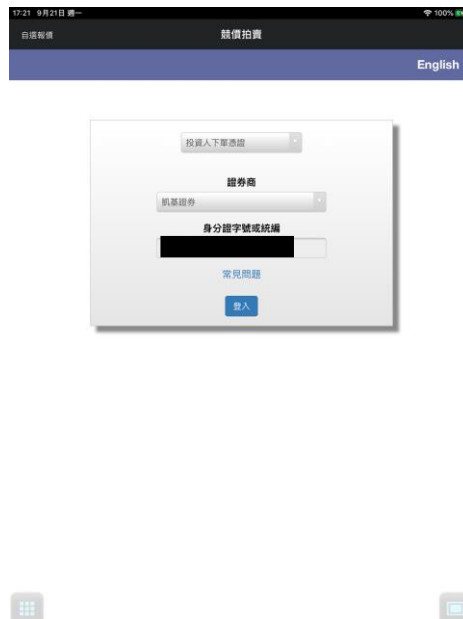 17:21 9月21日 週一
100%
自選報價
競價拍賣
English
投資人下單憑證
證券商
凱基證券
身分證字號或統編
常見問題
登入